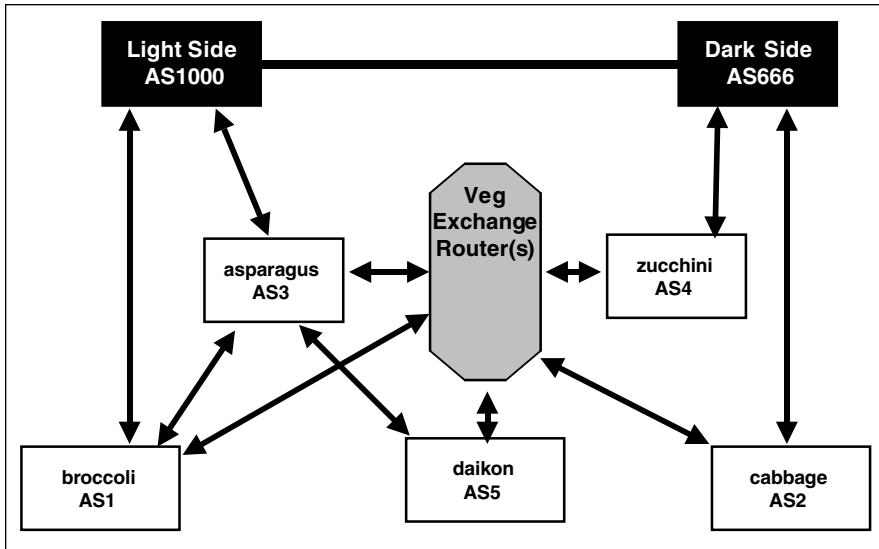 Light Side
AS1000
Dark Side
AS666
Veg
Exchange
Router(s)
asparagus
AS3
zucchini
AS4
broccoli
AS1
daikon
AS5
cabbage
AS2